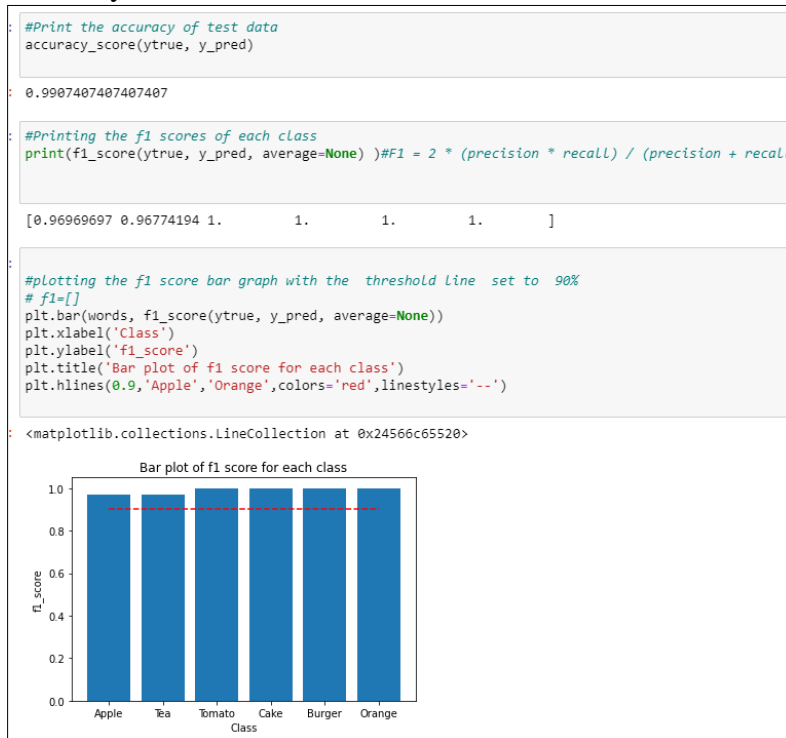 #Print the accuracy of test data
accuracy_score(ytrue, y_pred)
0.9907407407407407
#Printing the f1 scores of each class
print(f1_score(ytrue, y_pred, average=None) )#F1 = 2 * (precision * recall) / (precision + recal
[0.96969697 0.96774194 1. 1. 1. 1. ]
#plotting the f1 score bar graph with the threshold line set to 90%
# f1=[]
plt.bar(words, f1_score(ytrue, y_pred, average=None))
plt.xlabel('Class')
plt.ylabel('f1_score')
plt.title('Bar plot of f1 score for each class')
plt.hlines(0.9,'Apple','Orange',colors='red',linestyles='--')
<matplotlib.collections.LineCollection at 0x24566c65520>
Bar plot of f1 score for each class
1.0
0.8
0.6
0.4
0.2
0.0
f1_score
Apple Tea Tomato Cake Burger Orange
Class